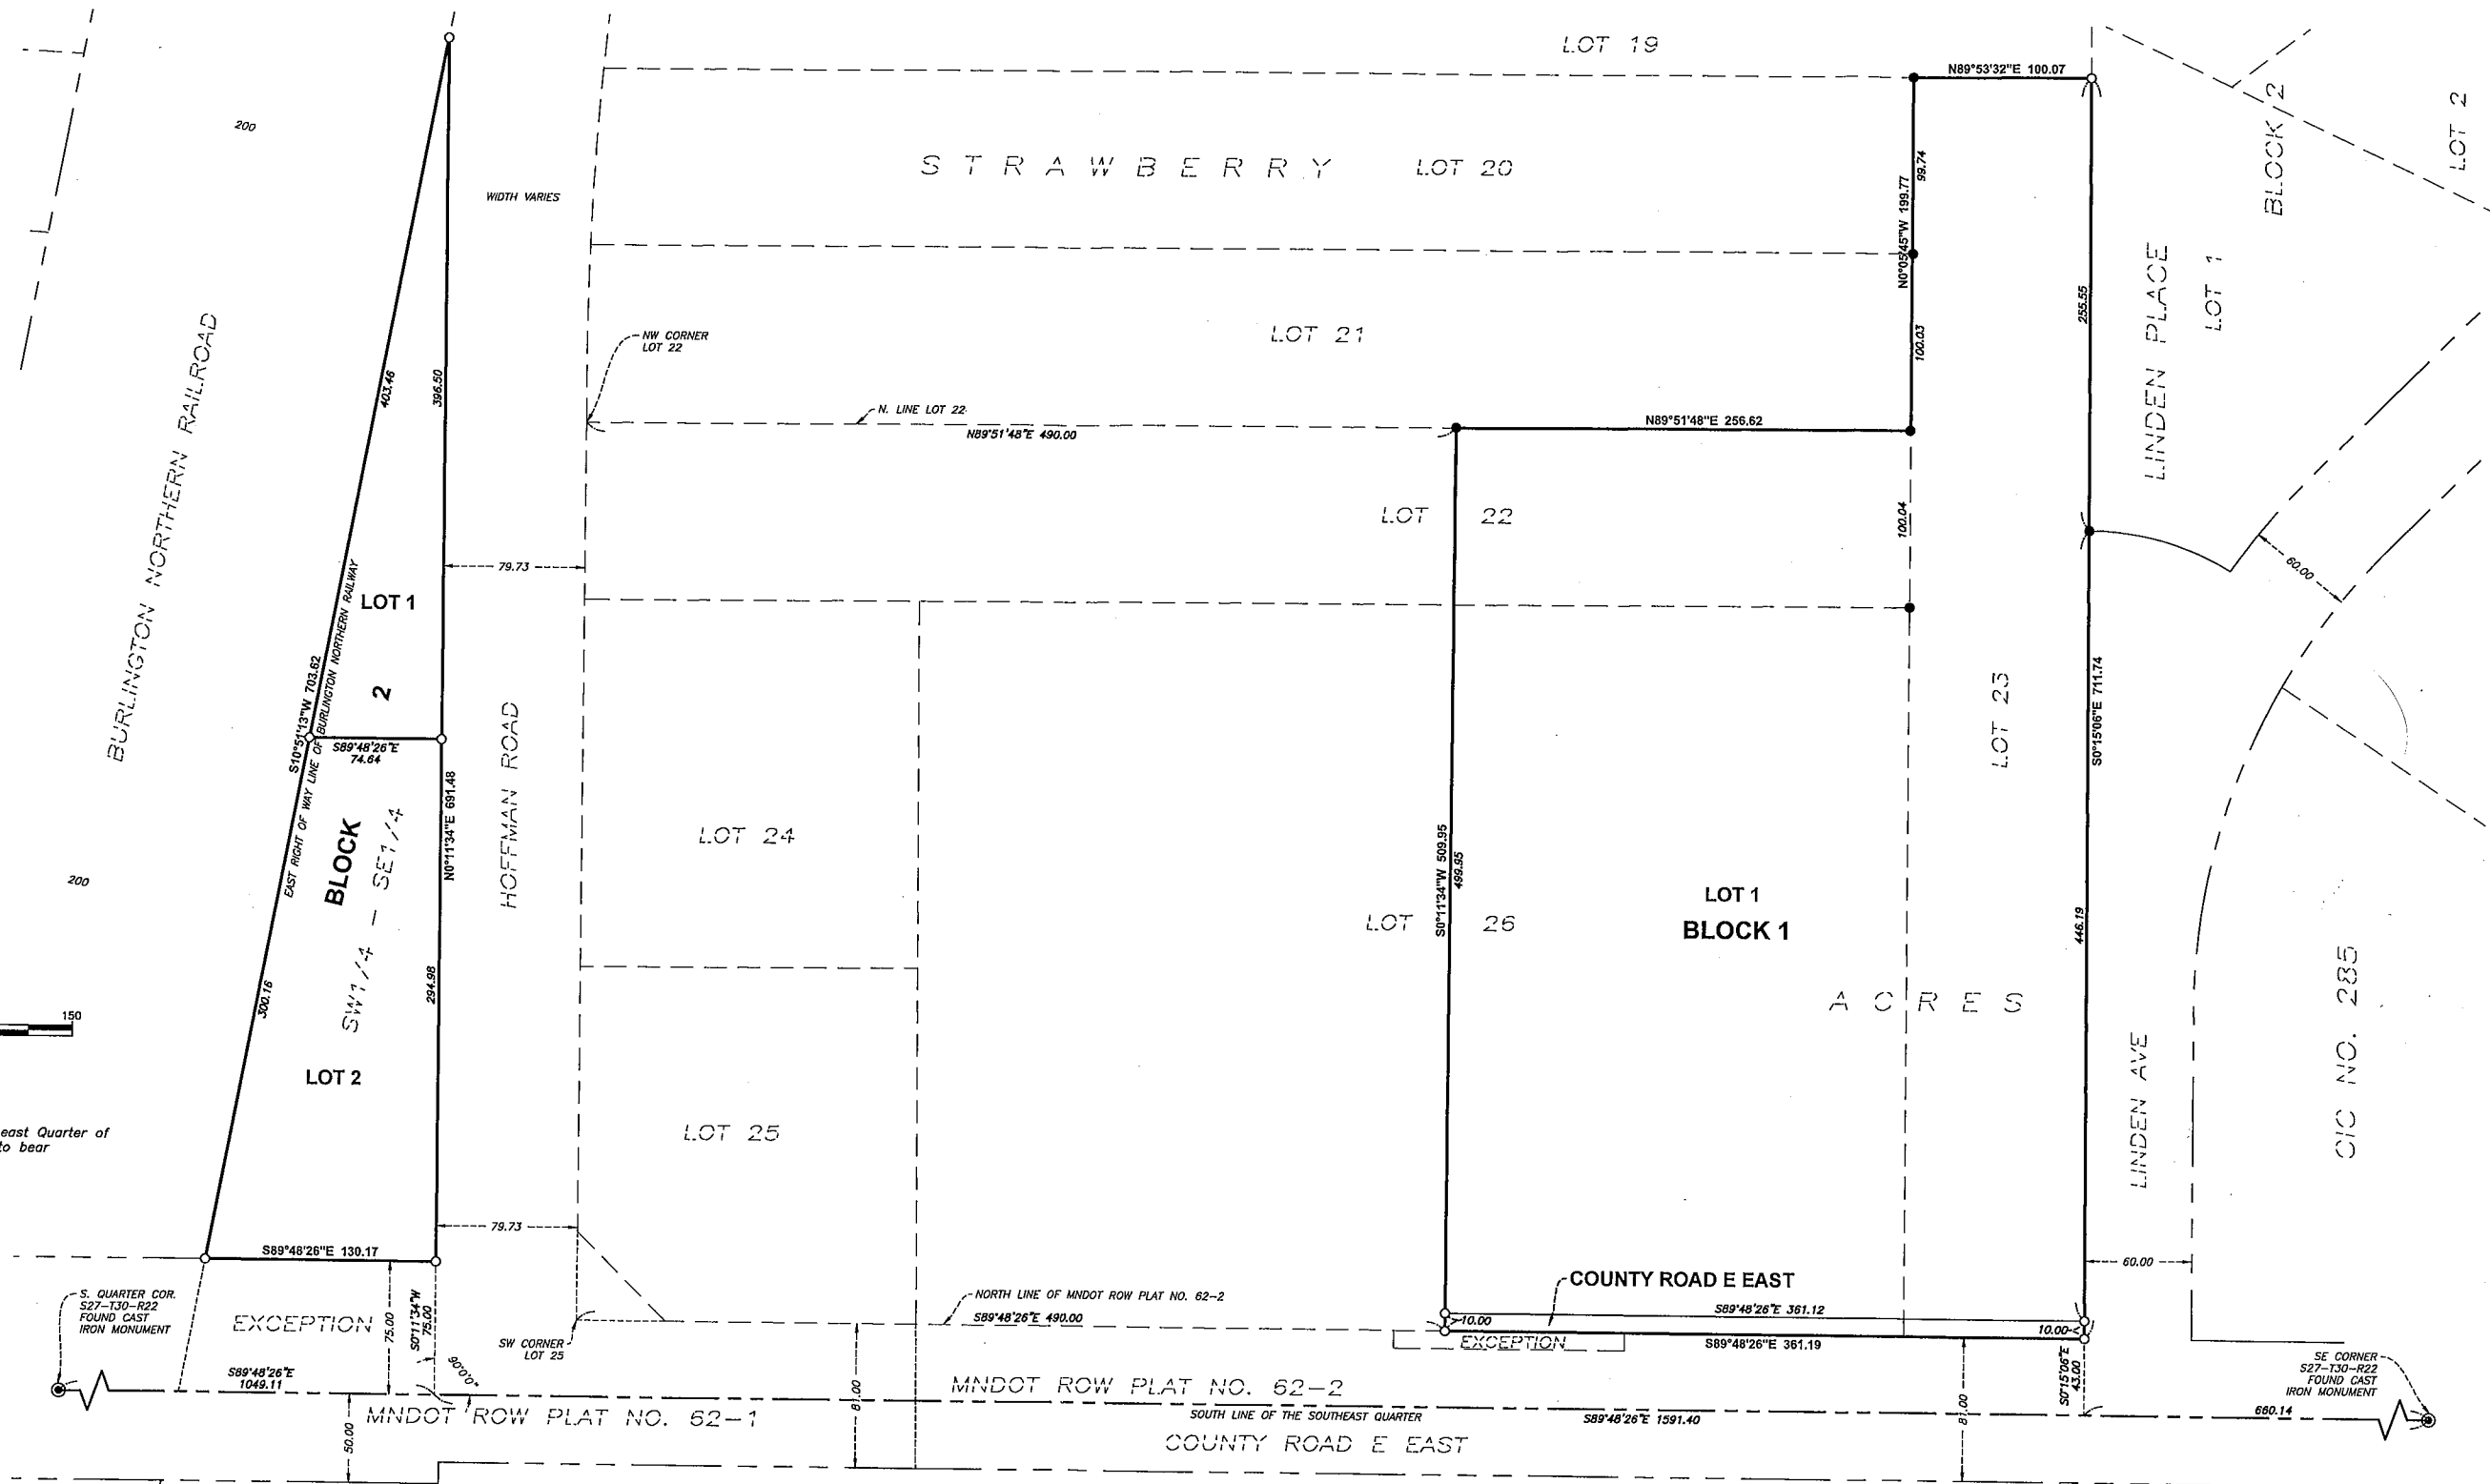 LOT 19
N89°53'32"E 100.07
200
STRAWBERRY
LOT 20
WIDTH VARIES
99.74
N0°05'45"W 199.77
BLOCK 2
LOT 2
LINDEN PLACE
LOT 1
255.55
NW CORNER
LOT 22
LOT 21
100.03
403.46
396.50
N. LINE LOT 22
N89°51'48"E 490.00
N89°51'48"E 256.62
BURLINGTON NORTHERN RAILROAD
LOT 22
100.04
79.73
60.00
LOT 1
2
S10°51'13"W 703.62
EAST RIGHT OF WAY LINE OF BURLINGTON NORTHERN RAILWAY
S89°48'26"E
74.64
N0°11'34"E 691.48
HOFFMAN ROAD
LOT 23
S0°15'06"E 711.74
BLOCK
SW1/4 - SE1/4
LOT 24
S0°11'34"W 509.95
499.95
LOT 26
LOT 1
BLOCK 1
446.19
200
300.16
294.98
ACRES
CIC NO. 285
150
LOT 2
LOT 25
LINDEN AVE
east Quarter of
to bear
79.73
S89°48'26"E 130.17
60.00
COUNTY ROAD E EAST
S. QUARTER COR.
S27-T30-R22
FOUND CAST
IRON MONUMENT
EXCEPTION
75.00
S0°11'34"W
75.00
NORTH LINE OF MNDOT ROW PLAT NO. 62-2
S89°48'26"E 490.00
S89°48'26"E 361.12
10.00
10.00
SW CORNER
LOT 25
EXCEPTION
S89°48'26"E 361.19
S0°15'06"E
43.00
SE CORNER
S27-T30-R22
FOUND CAST
IRON MONUMENT
S89°48'26"E
1049.11
90°0'0"
MNDOT ROW PLAT NO. 62-1
MNDOT ROW PLAT NO. 62-2
81.00
81.00
SOUTH LINE OF THE SOUTHEAST QUARTER
S89°48'26"E 1591.40
660.14
50.00
COUNTY ROAD E EAST